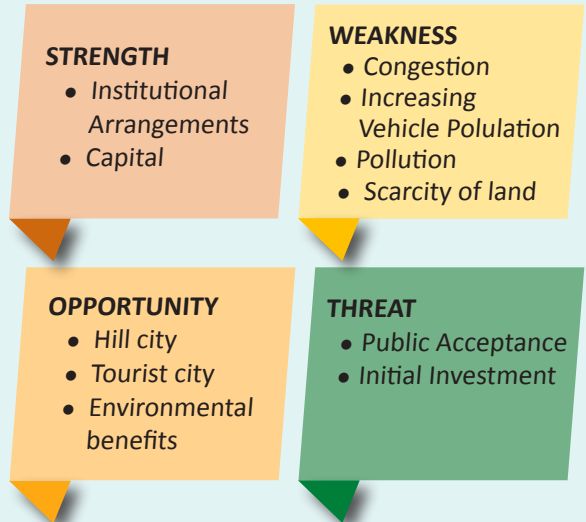 STRENGTH
• Institutional
Arrangements
• Capital
WEAKNESS
• Congestion
• Increasing
Vehicle Polulation
• Pollution
• Scarcity of land
OPPORTUNITY
• Hill city
• Tourist city
• Environmental
benefits
THREAT
• Public Acceptance
• Initial Investment